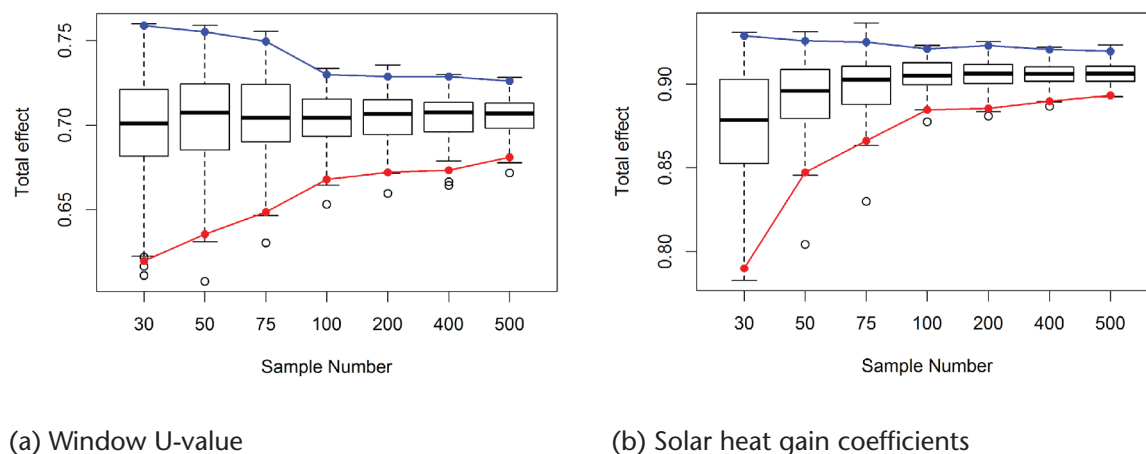 Total effect
0.75
0.70
0.65
30 50 75 100 200 400 500
Sample Number
(a) Window U-value
Total effect
0.90
0.85
0.80
30 50 75 100 200 400 500
Sample Number
(b) Solar heat gain coefficients